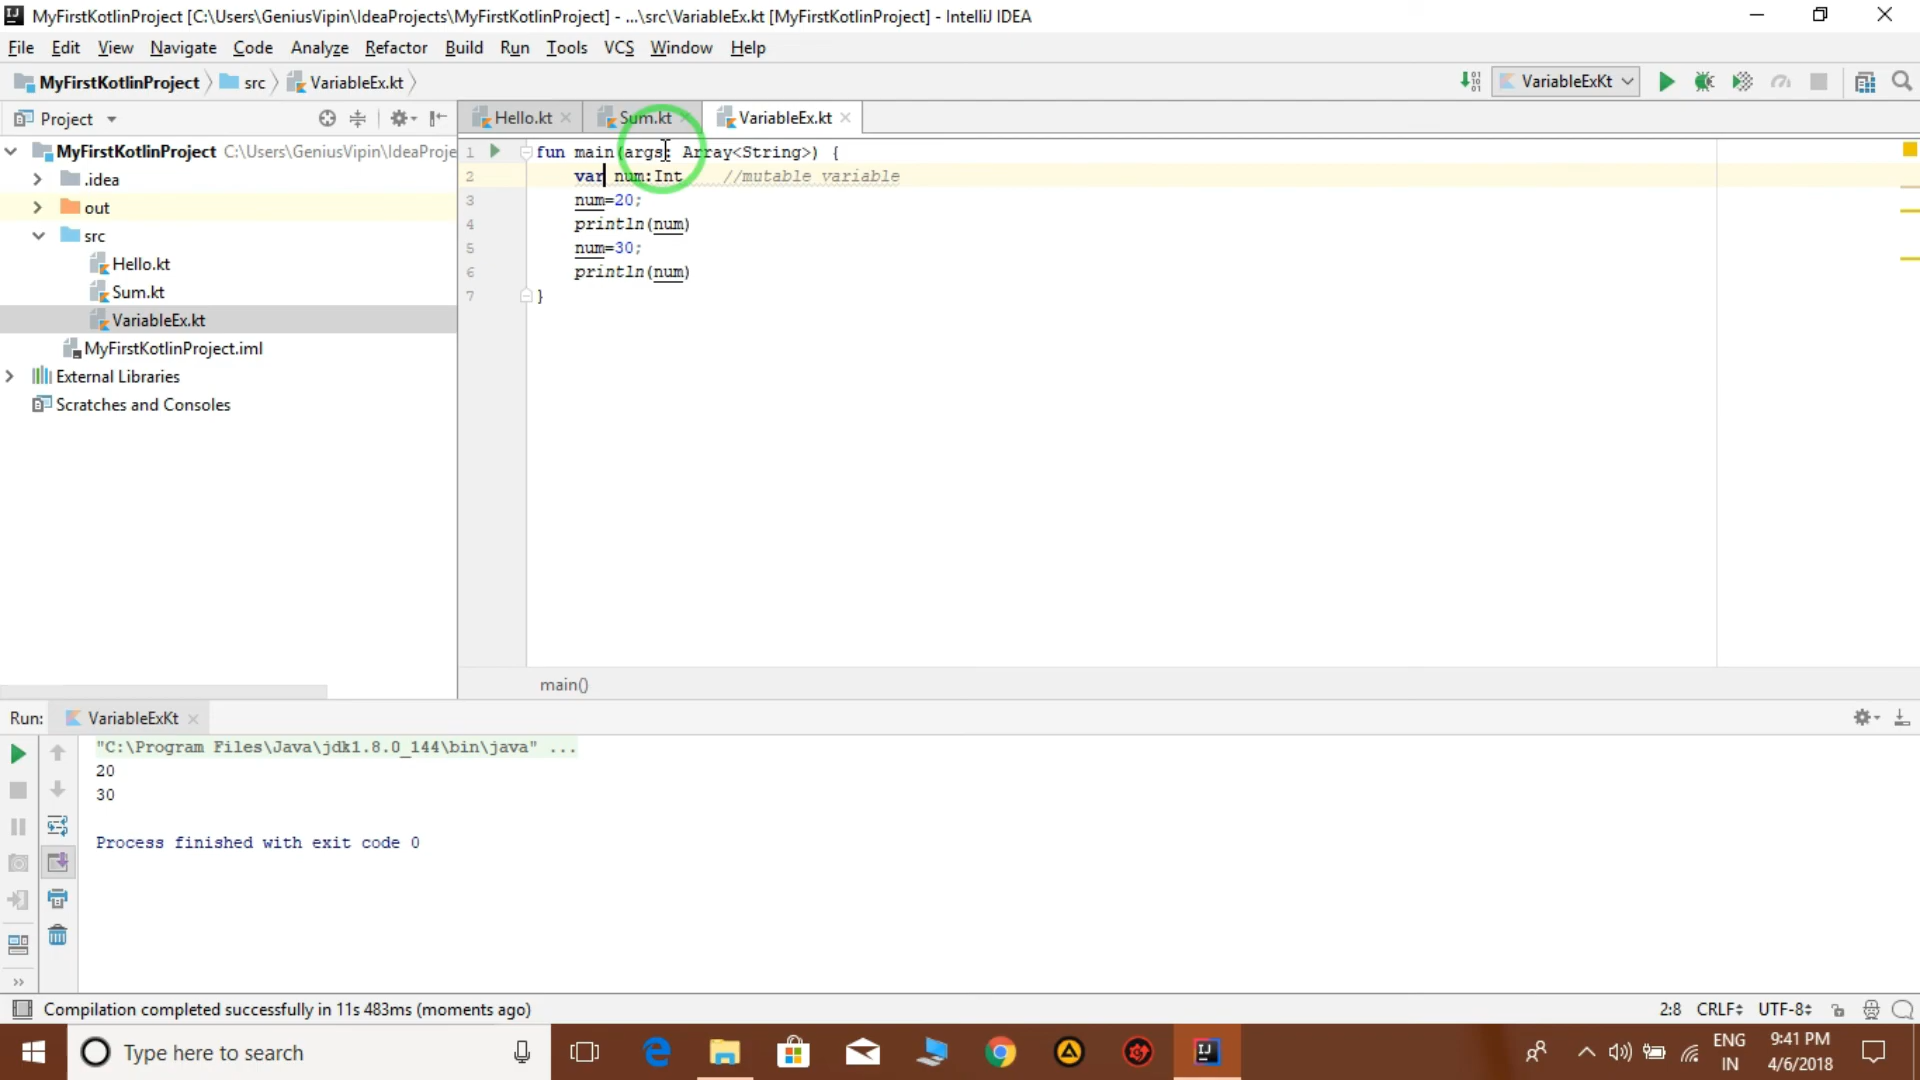 MyFirstKotlinProject [C:\Users\GeniusVipin\IdeaProjects\MyFirstKotlinProject] - ...\src\VariableEx.kt [MyFirstKotlinProject] - IntelliJ IDEA
File Edit View Navigate Code Analyze Refactor Build Run Tools VCS Window Help
MyFirstKotlinProject src VariableEx.kt VariableExKt
Project Hello.kt Sum.kt VariableEx.kt
MyFirstKotlinProject C:\Users\GeniusVipin\IdeaProje
.idea
out
src
Hello.kt
Sum.kt
VariableEx.kt
MyFirstKotlinProject.iml
External Libraries
Scratches and Consoles
1 fun main(args: Array<String>) {
2 var num:Int //mutable variable
3 num=20;
4 println(num)
5 num=30;
6 println(num)
7 }
main()
Run: VariableExKt
"C:\Program Files\Java\jdk1.8.0_144\bin\java" ...
20
30
Process finished with exit code 0
Compilation completed successfully in 11s 483ms (moments ago) 2:8 CRLF UTF-8
Type here to search
ENG
IN
9:41 PM
4/6/2018